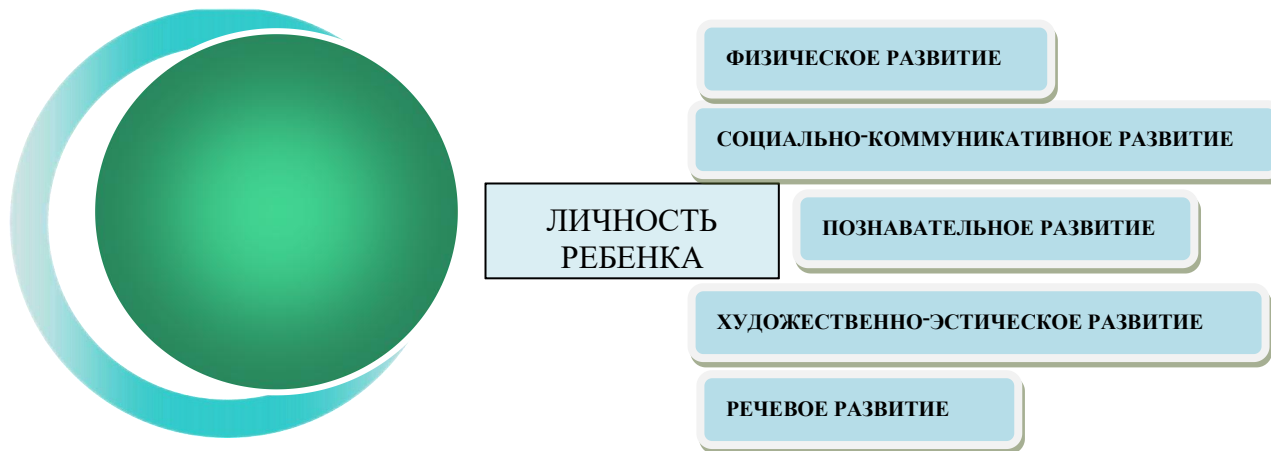 ФИЗИЧЕСКОЕ РАЗВИТИЕ
СОЦИАЛЬНО-КОММУНИКАТИВНОЕ РАЗВИТИЕ
ЛИЧНОСТЬ
РЕБЕНКА
ПОЗНАВАТЕЛЬНОЕ РАЗВИТИЕ
ХУДОЖЕСТВЕННО-ЭСТИЧЕСКОЕ РАЗВИТИЕ
РЕЧЕВОЕ РАЗВИТИЕ